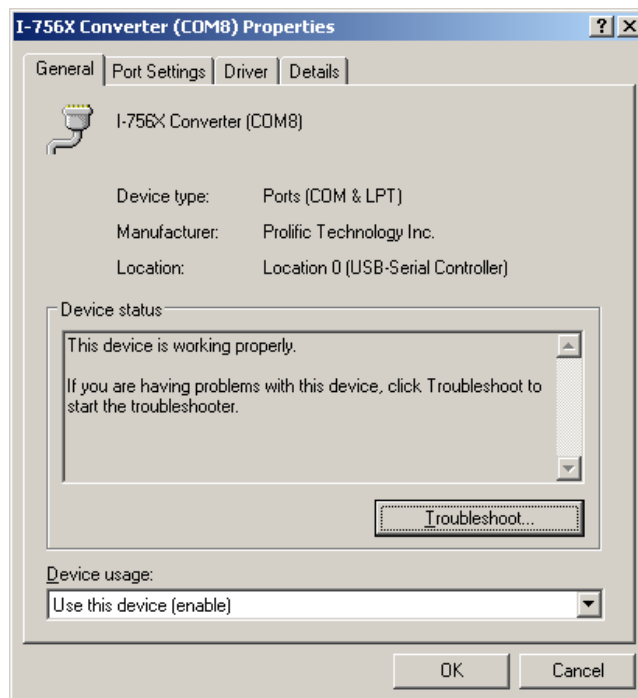 I-756X Converter (COM8) Properties
General Port Settings Driver Details
I-756X Converter (COM8)
Device type: Ports (COM & LPT)
Manufacturer: Prolific Technology Inc.
Location: Location 0 (USB-Serial Controller)
Device status
This device is working properly.
If you are having problems with this device, click Troubleshoot to
start the troubleshooter.
Troubleshoot...
Device usage:
Use this device (enable)
OK Cancel